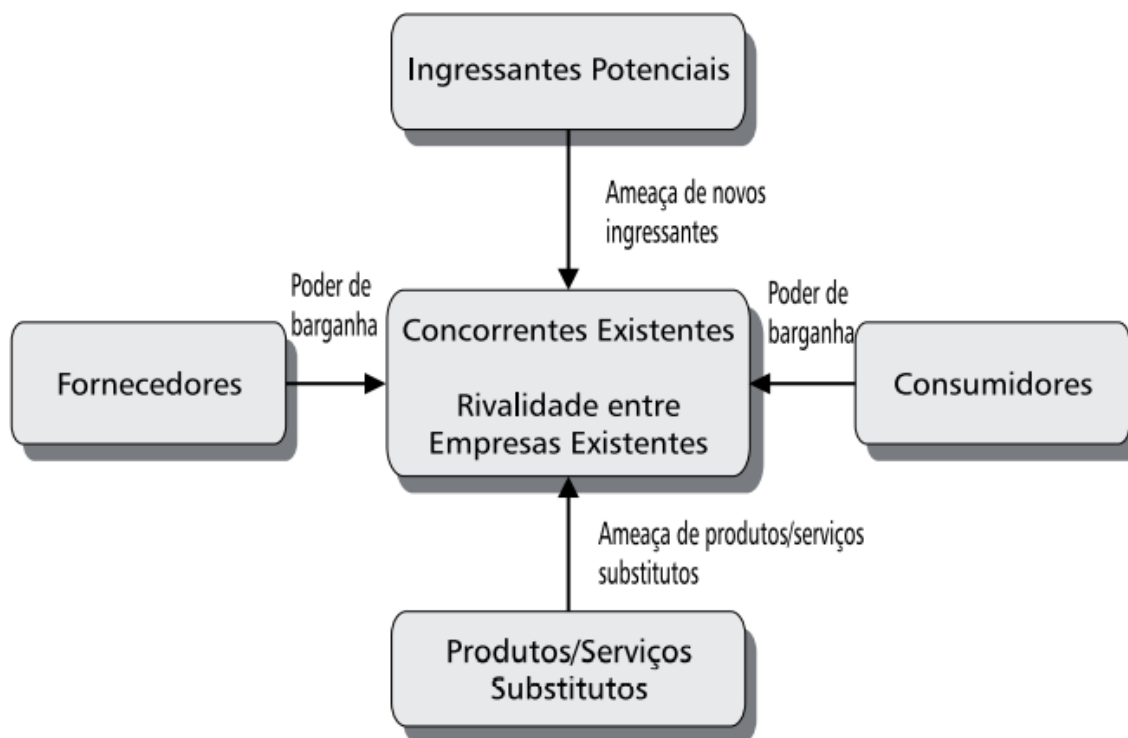 Ingressantes Potenciais
Ameaça de novos
ingressantes
Poder de
barganha
Poder de
barganha
Fornecedores
Concorrentes Existentes
Rivalidade entre
Empresas Existentes
Consumidores
Ameaça de produtos/serviços
substitutos
Produtos/Serviços
Substitutos